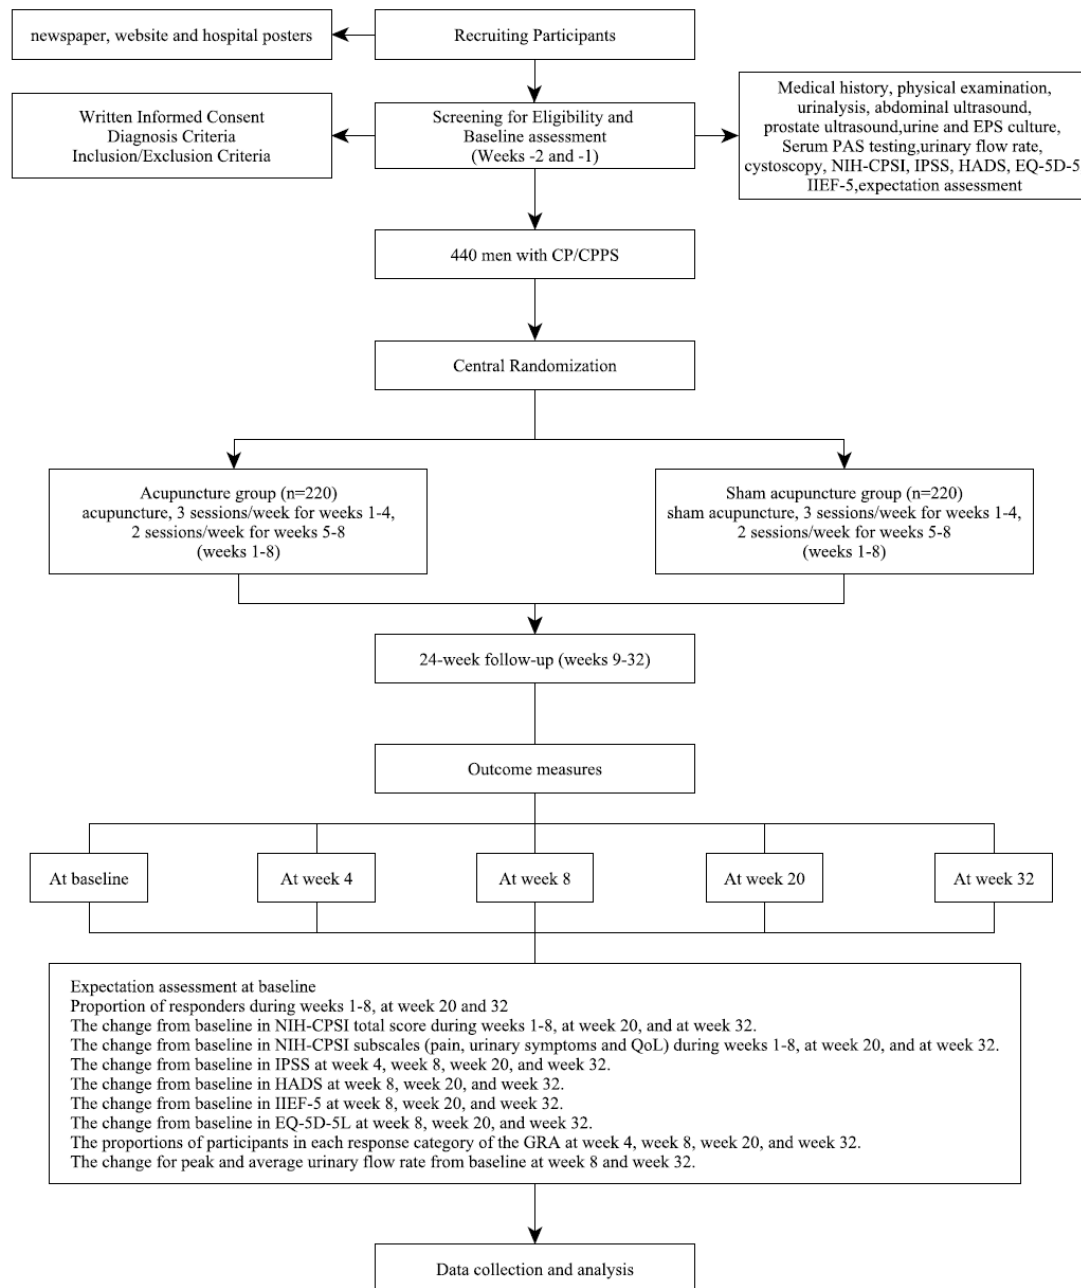 newspaper, website and hospital posters
Recruiting Participants
Written Informed Consent
Diagnosis Criteria
Inclusion/Exclusion Criteria
Screening for Eligibility and
Baseline assessment
(Weeks -2 and -1)
Medical history, physical examination,
urinalysis, abdominal ultrasound,
prostate ultrasound,urine and EPS culture,
Serum PAS testing,urinary flow rate,
cystoscopy, NIH-CPSI, IPSS, HADS, EQ-5D-5
IIEF-5,expectation assessment
440 men with CP/CPPS
Central Randomization
Acupuncture group (n=220)
acupuncture, 3 sessions/week for weeks 1-4,
2 sessions/week for weeks 5-8
(weeks 1-8)
Sham acupuncture group (n=220)
sham acupuncture, 3 sessions/week for weeks 1-4,
2 sessions/week for weeks 5-8
(weeks 1-8)
24-week follow-up (weeks 9-32)
Outcome measures
At baseline
At week 4
At week 8
At week 20
At week 32
Expectation assessment at baseline
Proportion of responders during weeks 1-8, at week 20 and 32
The change from baseline in NIH-CPSI total score during weeks 1-8, at week 20, and at week 32.
The change from baseline in NIH-CPSI subscales (pain, urinary symptoms and QoL) during weeks 1-8, at week 20, and at week 32.
The change from baseline in IPSS at week 4, week 8, week 20, and week 32.
The change from baseline in HADS at week 8, week 20, and week 32.
The change from baseline in IIEF-5 at week 8, week 20, and week 32.
The change from baseline in EQ-5D-5L at week 8, week 20, and week 32.
The proportions of participants in each response category of the GRA at week 4, week 8, week 20, and week 32.
The change for peak and average urinary flow rate from baseline at week 8 and week 32.
Data collection and analysis